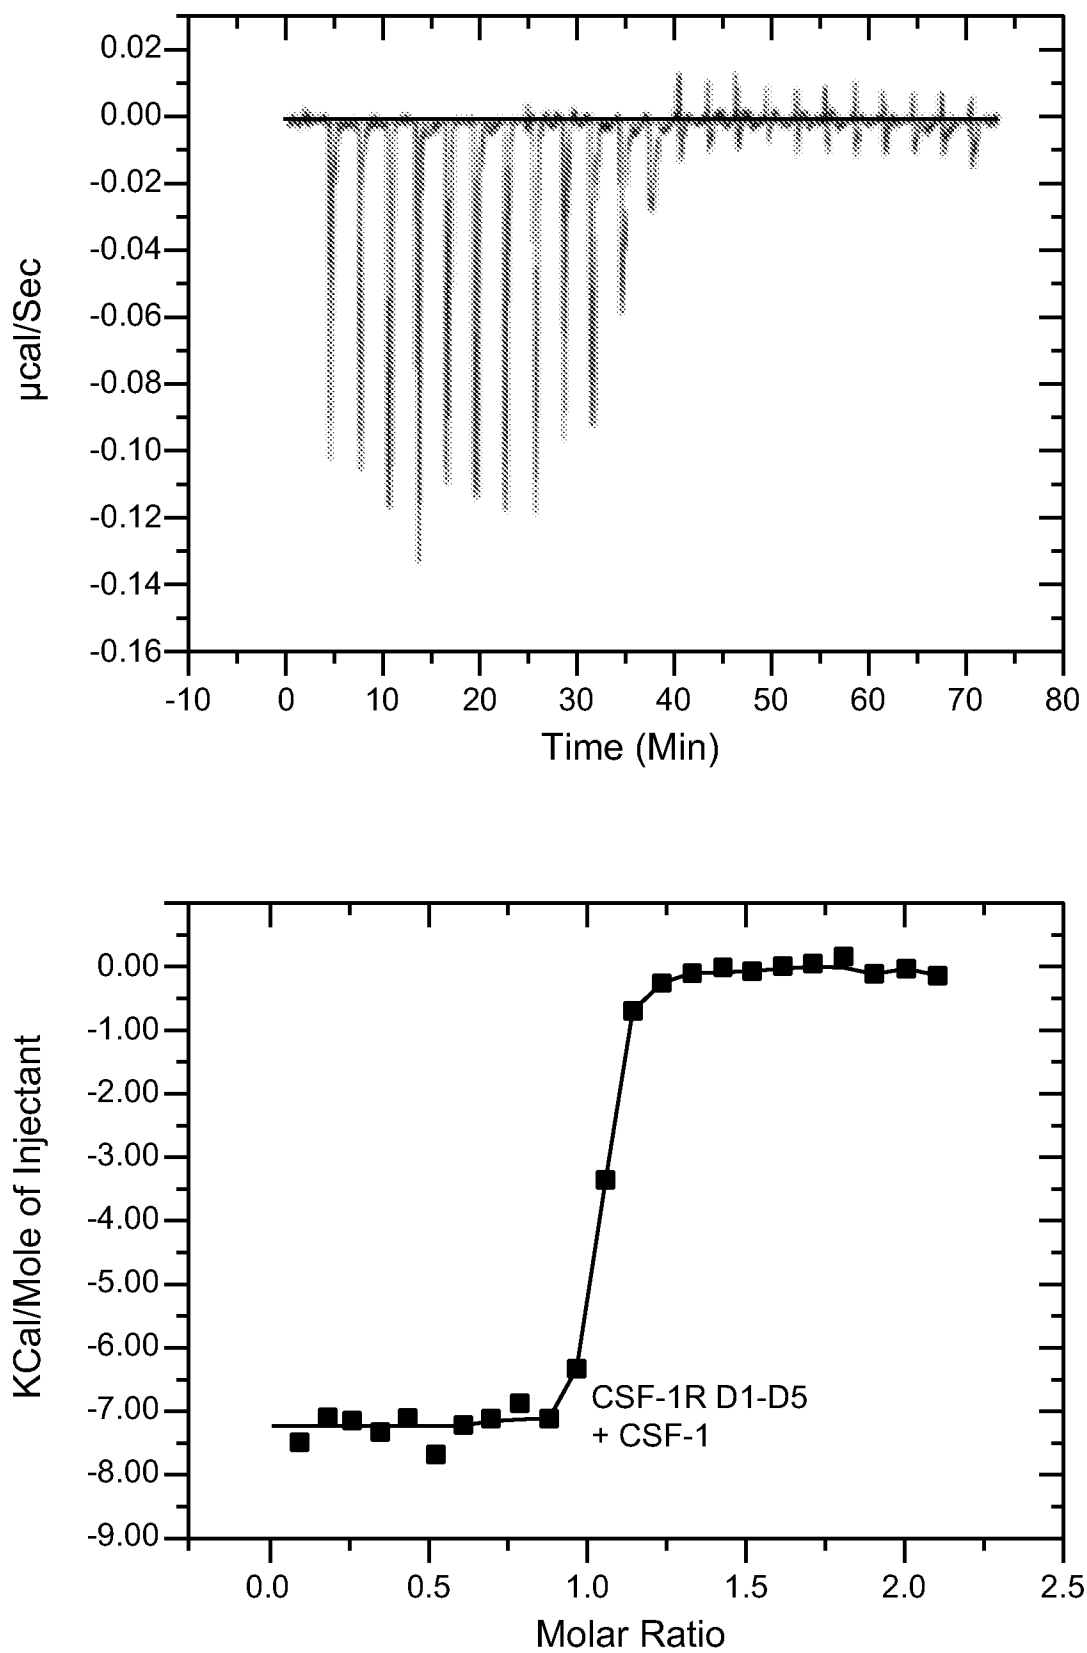 0.02
0.00
-0.02
-0.04
-0.06
-0.08
-0.10
-0.12
-0.14
-0.16
µcal/Sec
-10 0 10 20 30 40 50 60 70 80
Time (Min)
0.00
-1.00
-2.00
-3.00
-4.00
-5.00
-6.00
-7.00
-8.00
-9.00
KCal/Mole of Injectant
CSF-1R D1-D5
+ CSF-1
0.0 0.5 1.0 1.5 2.0 2.5
Molar Ratio